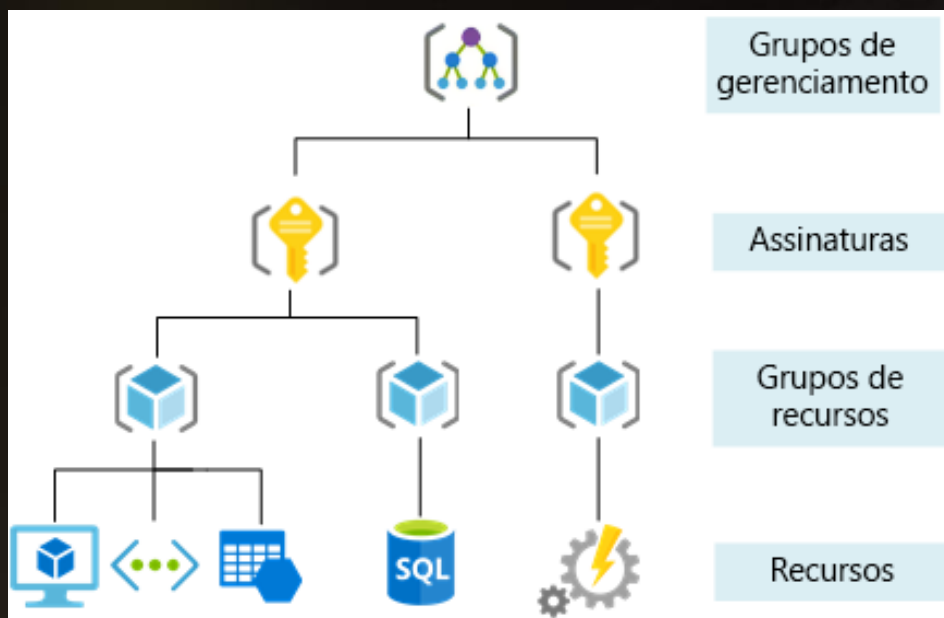 Grupos de
gerenciamento
Assinaturas
Grupos de
recursos
SQL
Recursos